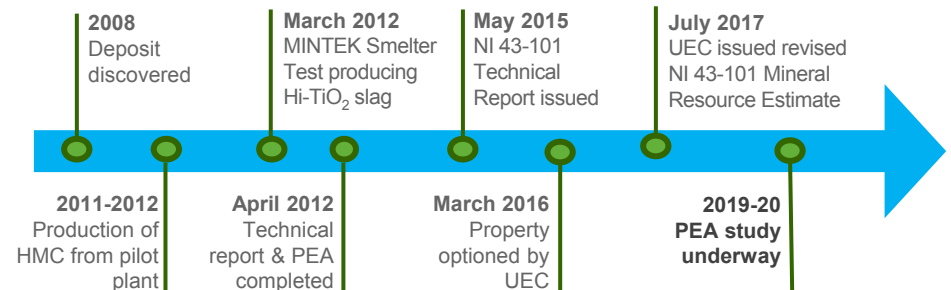 2008
Deposit
discovered
March 2012
MINTEK Smelter
Test producing
Hi-TiO₂ slag
May 2015
NI 43-101
Technical
Report issued
July 2017
UEC issued revised
NI 43-101 Mineral
Resource Estimate
2011-2012
Production of
HMC from pilot
plant
April 2012
Technical
report & PEA
completed
March 2016
Property
optioned by
UEC
2019-20
PEA study
underway